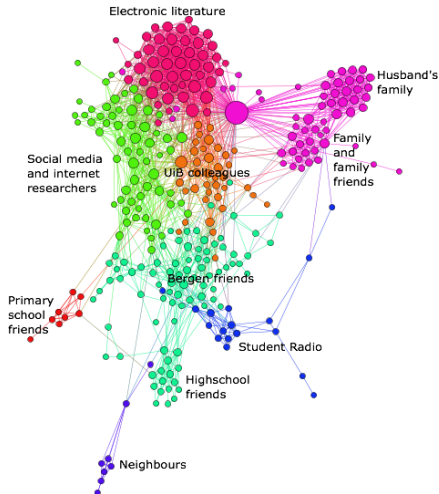 Electronic literature
Husband's
family
Family
and
family
friends
Social media
and internet
researchers
UiB colleagues
Bergen friends
Primary
school
friends
Student Radio
Highschool
friends
Neighbours